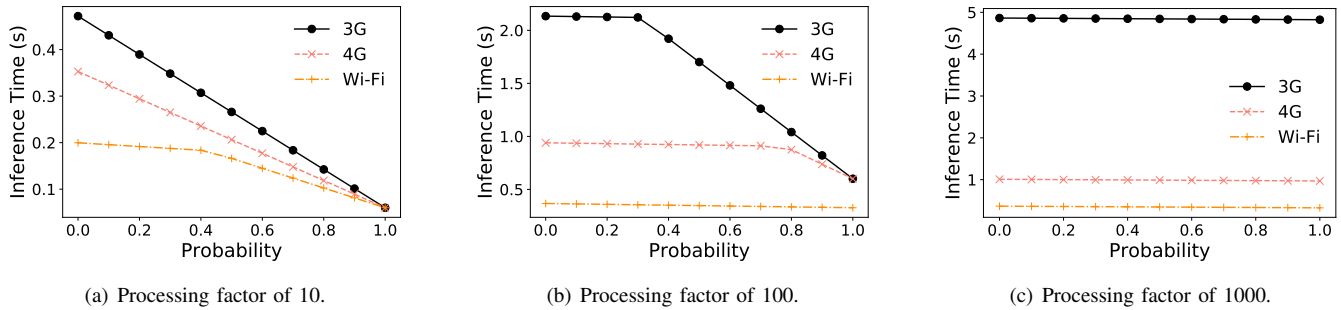 Inference Time (s)
0.4
0.3
0.2
0.1
0.0 0.2 0.4 0.6 0.8 1.0
Probability
3G
4G
Wi-Fi
(a) Processing factor of 10.
Inference Time (s)
2.0
1.5
1.0
0.5
0.0 0.2 0.4 0.6 0.8 1.0
Probability
3G
4G
Wi-Fi
(b) Processing factor of 100.
Inference Time (s)
5
4
3
2
1
0.0 0.2 0.4 0.6 0.8 1.0
Probability
3G
4G
Wi-Fi
(c) Processing factor of 1000.